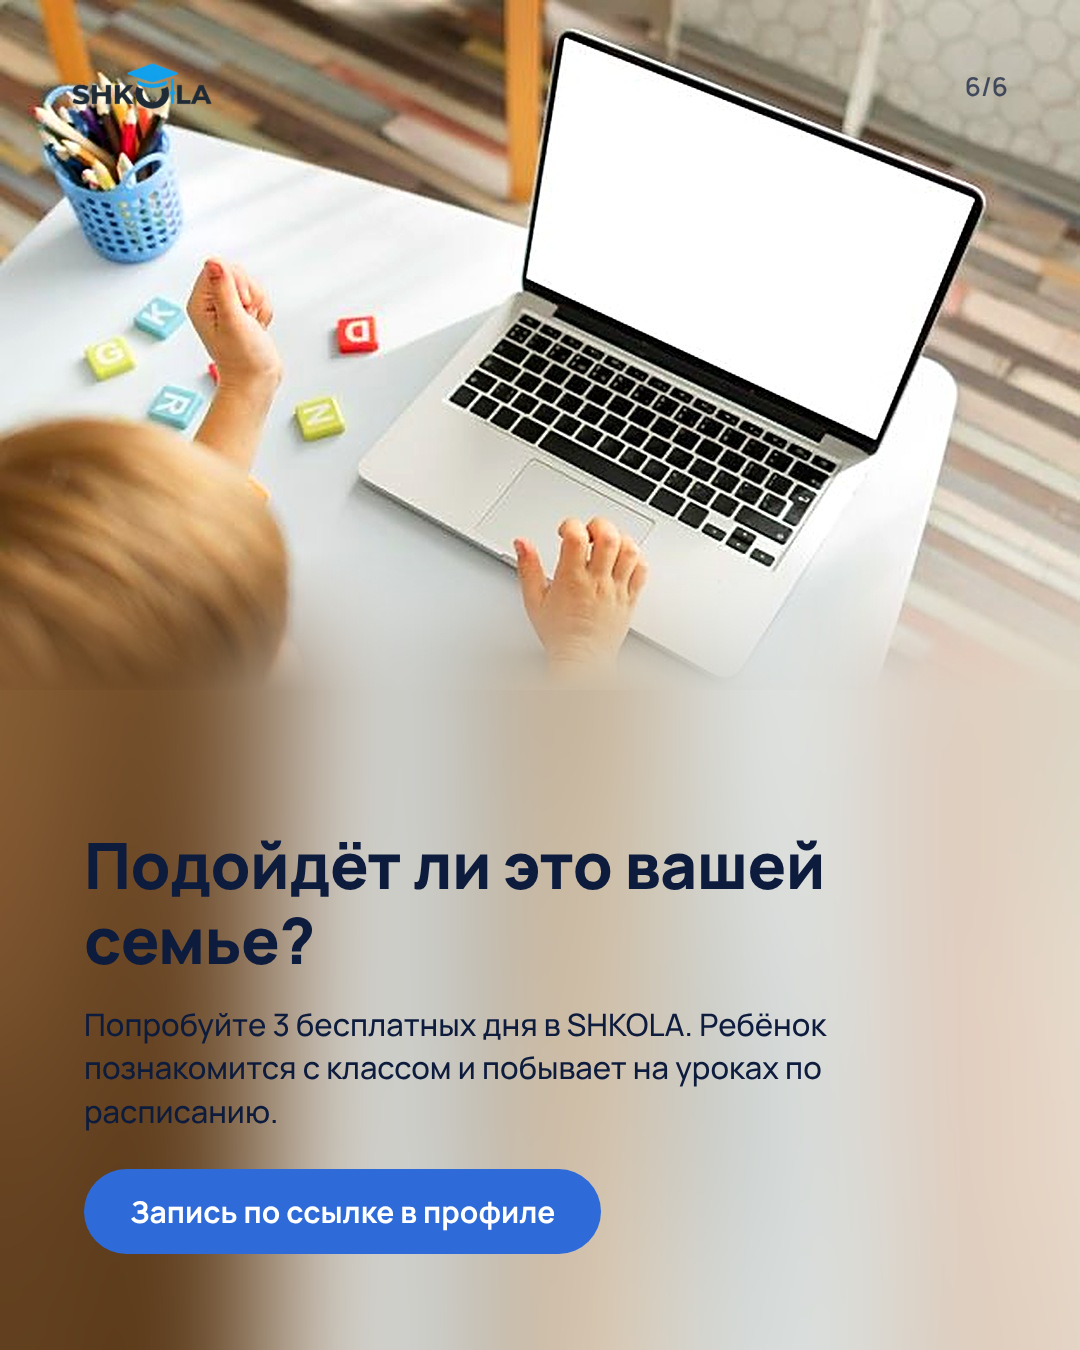 SHKOLA
6/6
K
G
D
R
N
Подойдёт ли это вашей
семье?
Попробуйте 3 бесплатных дня в SHKOLA. Ребёнок
познакомится с классом и побывает на уроках по
расписанию.
Запись по ссылке в профиле